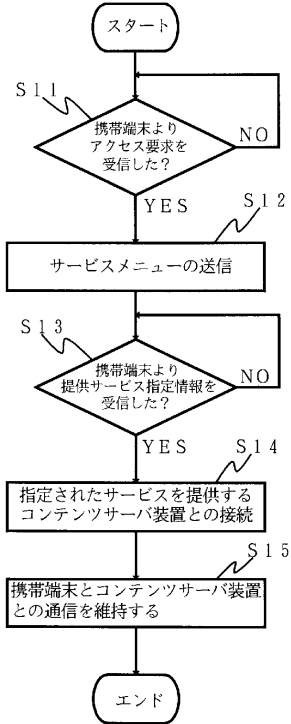 スタート
S11
携帯端末より
アクセス要求を
受信した？
NO
YES
S12
サービスメニューの送信
S13
携帯端末より
提供サービス指定情報を
受信した？
NO
YES
S14
指定されたサービスを提供する
コンテンツサーバ装置との接続
S15
携帯端末とコンテンツサーバ装置
との通信を維持する
エンド